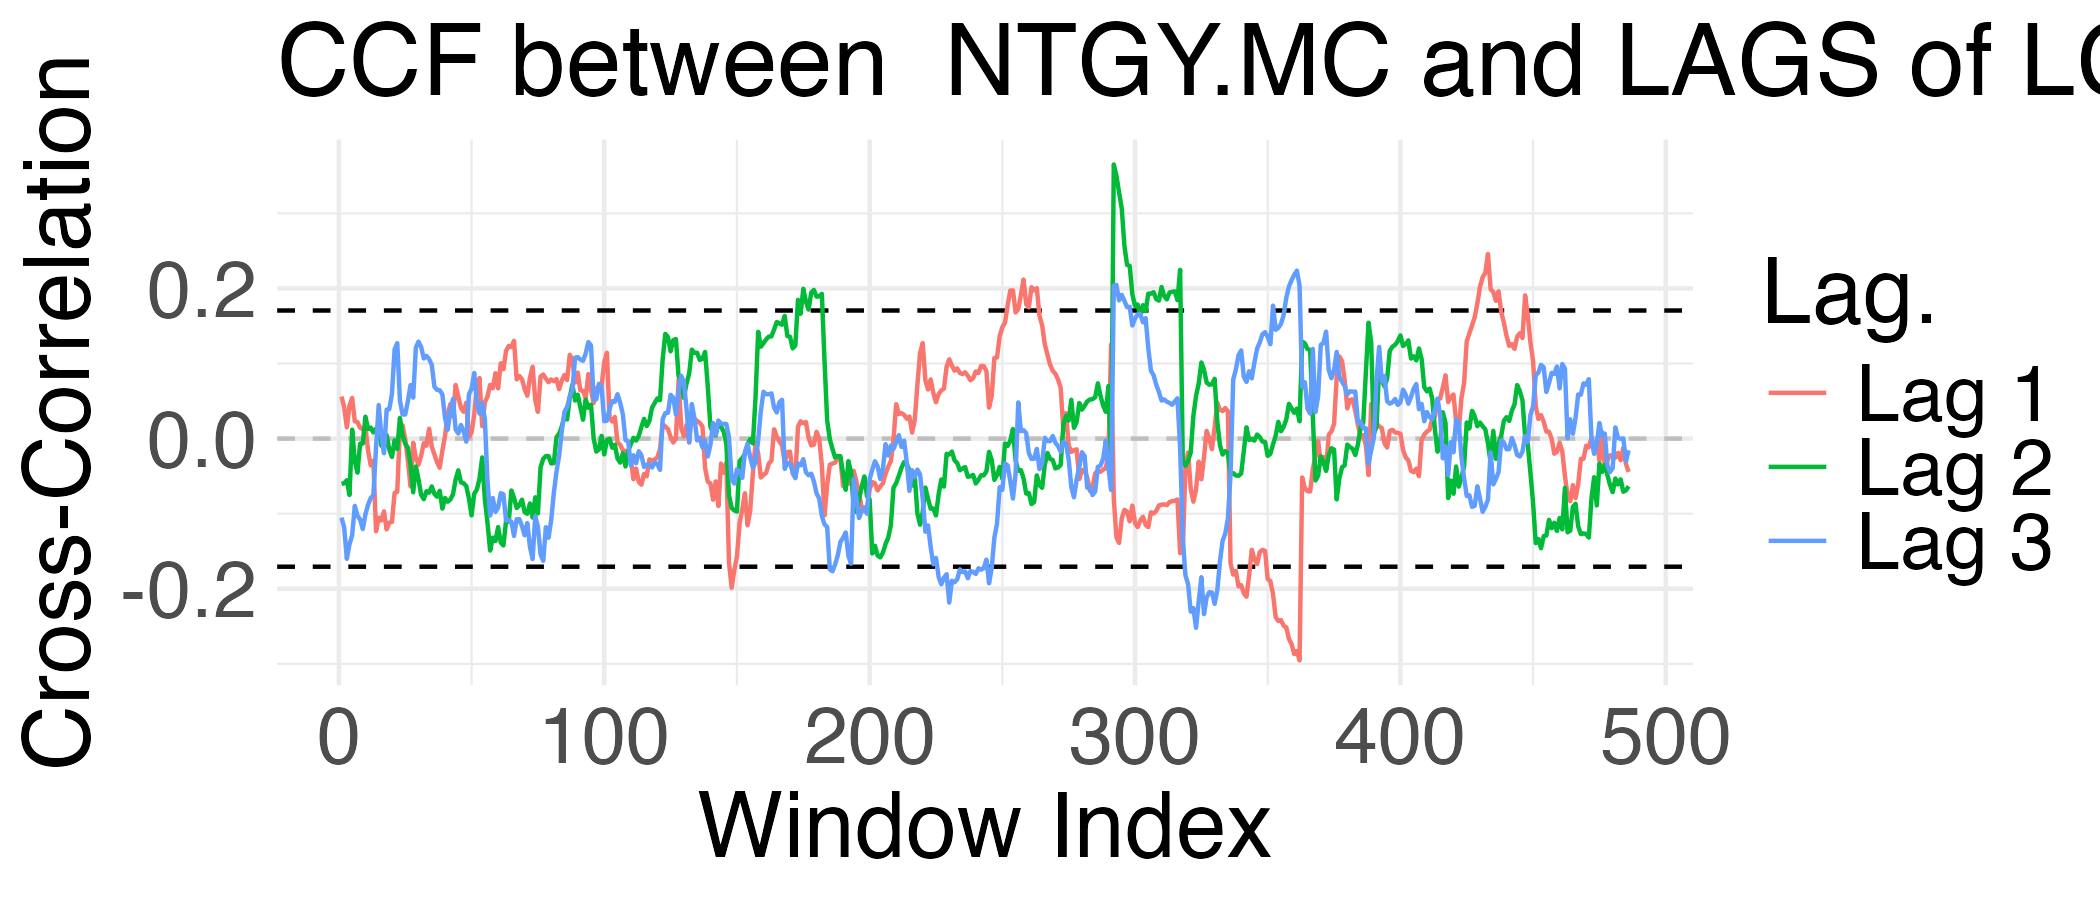 CCF between  NTGY.MC and LAGS of
Cross-Correlation
0.2
0.0
-0.2
0
100
200
300
400
500
Window Index
Lag.
Lag 1
Lag 2
Lag 3